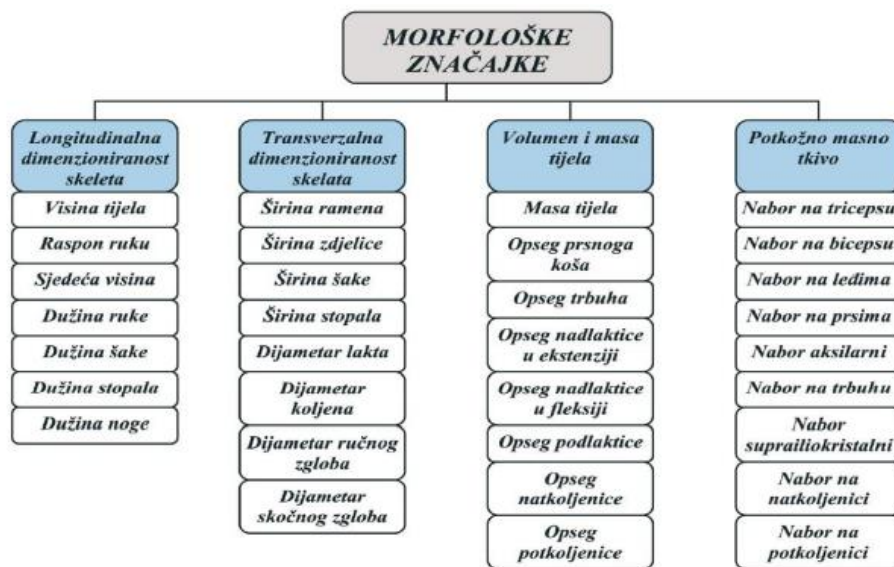 MORFOLOŠKE
ZNAČAJKE
Longitudinalna
dimenzioniranost
skeleta
Visina tijela
Raspon ruku
Sjedeća visina
Dužina ruke
Dužina šake
Dužina stopala
Dužina noge
Transverzalna
dimenzioniranost
skelata
Širina ramena
Širina zdjelice
Širina šake
Širina stopala
Dijametar lakta
Dijametar
koljena
Dijametar ručnog
zgloba
Dijametar
skočnog zgloba
Volumen i masa
tijela
Masa tijela
Opseg prsnoga
koša
Opseg trbuha
Opseg nadlaktice
u ekstenziji
Opseg nadlaktice
u fleksiji
Opseg podlaktice
Opseg
natkoljenice
Opseg
potkoljenice
Potkožno masno
tkivo
Nabor na tricepsu
Nabor na bicepsu
Nabor na leđima
Nabor na prsima
Nabor aksilarni
Nabor na trbuhu
Nabor
suprailiokristalni
Nabor na
natkoljenici
Nabor na
potkoljenici